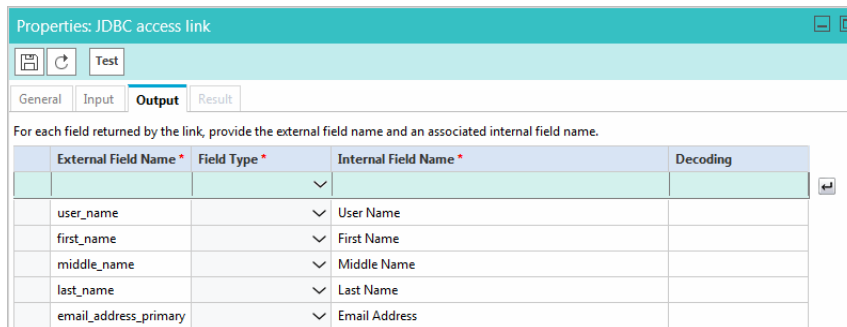 Properties: JDBC access link
Test
General Input Output Result
For each field returned by the link, provide the external field name and an associated internal field name.
External Field Name * Field Type * Internal Field Name * Decoding
user_name User Name
first_name First Name
middle_name Middle Name
last_name Last Name
email_address_primary Email Address